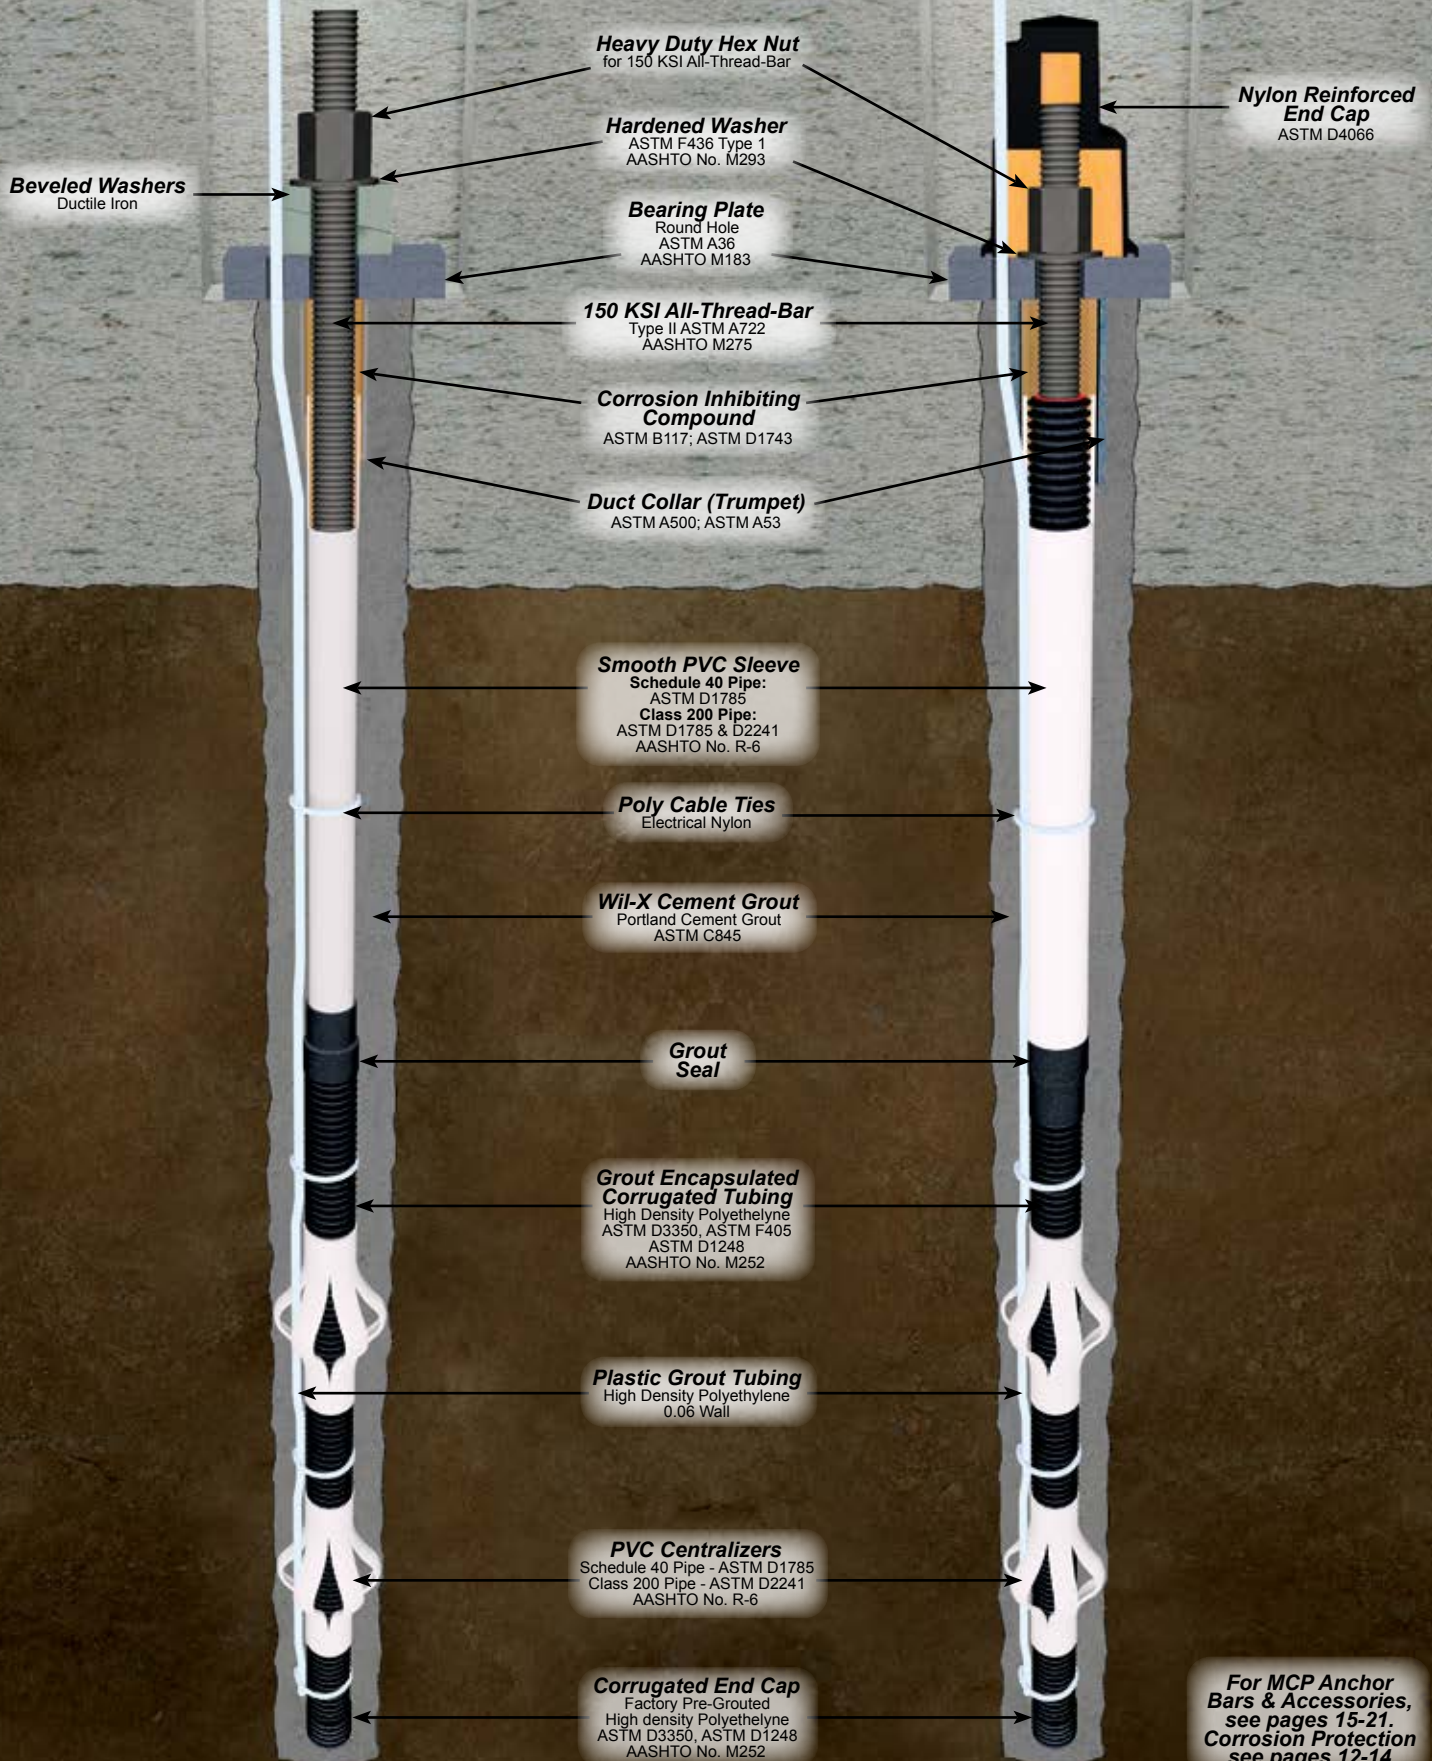 Heavy Duty Hex Nut
for 150 KSI All-Thread-Bar
Nylon Reinforced
End Cap
ASTM D4066
Hardened Washer
ASTM F436 Type 1
AASHTO No. M293
Beveled Washers
Ductile Iron
Bearing Plate
Round Hole
ASTM A36
AASHTO M183
150 KSI All-Thread-Bar
Type II ASTM A722
AASHTO M275
Corrosion Inhibiting
Compound
ASTM B117; ASTM D1743
Duct Collar (Trumpet)
ASTM A500; ASTM A53
Smooth PVC Sleeve
Schedule 40 Pipe:
ASTM D1785
Class 200 Pipe:
ASTM D1785 & D2241
AASHTO No. R-6
Poly Cable Ties
Electrical Nylon
Wil-X Cement Grout
Portland Cement Grout
ASTM C845
Grout
Seal
Grout Encapsulated
Corrugated Tubing
High Density Polyethelyne
ASTM D3350, ASTM F405
ASTM D1248
AASHTO No. M252
Plastic Grout Tubing
High Density Polyethylene
0.06 Wall
PVC Centralizers
Schedule 40 Pipe - ASTM D1785
Class 200 Pipe - ASTM D2241
AASHTO No. R-6
Corrugated End Cap
Factory Pre-Grouted
High density Polyethelyne
ASTM D3350, ASTM D1248
AASHTO No. M252
For MCP Anchor
Bars & Accessories,
see pages 15-21.
Corrosion Protection
see pages 12-14